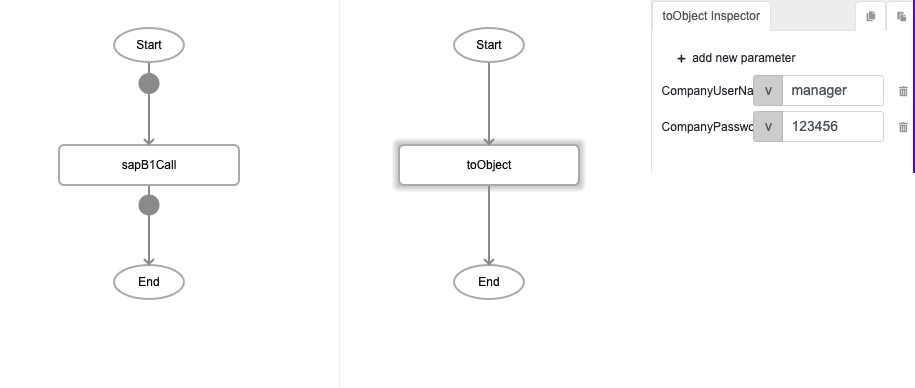 Start
sapB1Call
End
Start
toObject
End
toObject Inspector
+ add new parameter
CompanyUserNa v manager
CompanyPasswo v 123456